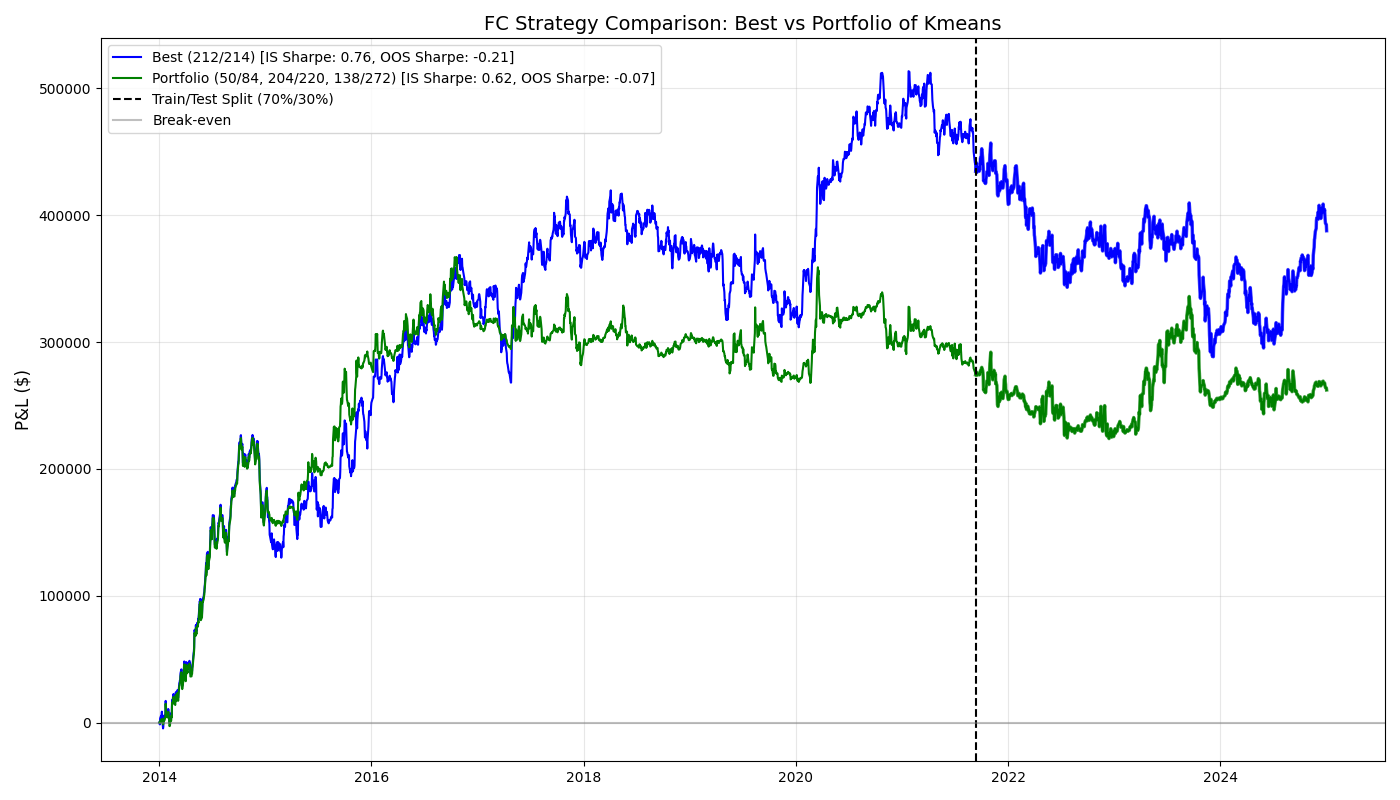 FC Strategy Comparison: Best vs Portfolio of Kmeans
Best (212/214) [IS Sharpe: 0.76, OOS Sharpe: -0.21]
Portfolio (50/84, 204/220, 138/272) [IS Sharpe: 0.62, OOS Sharpe: -0.07]
Train/Test Split (70%/30%)
Break-even
P&L ($)
500000
400000
300000
200000
100000
0
2014 2016 2018 2020 2022 2024